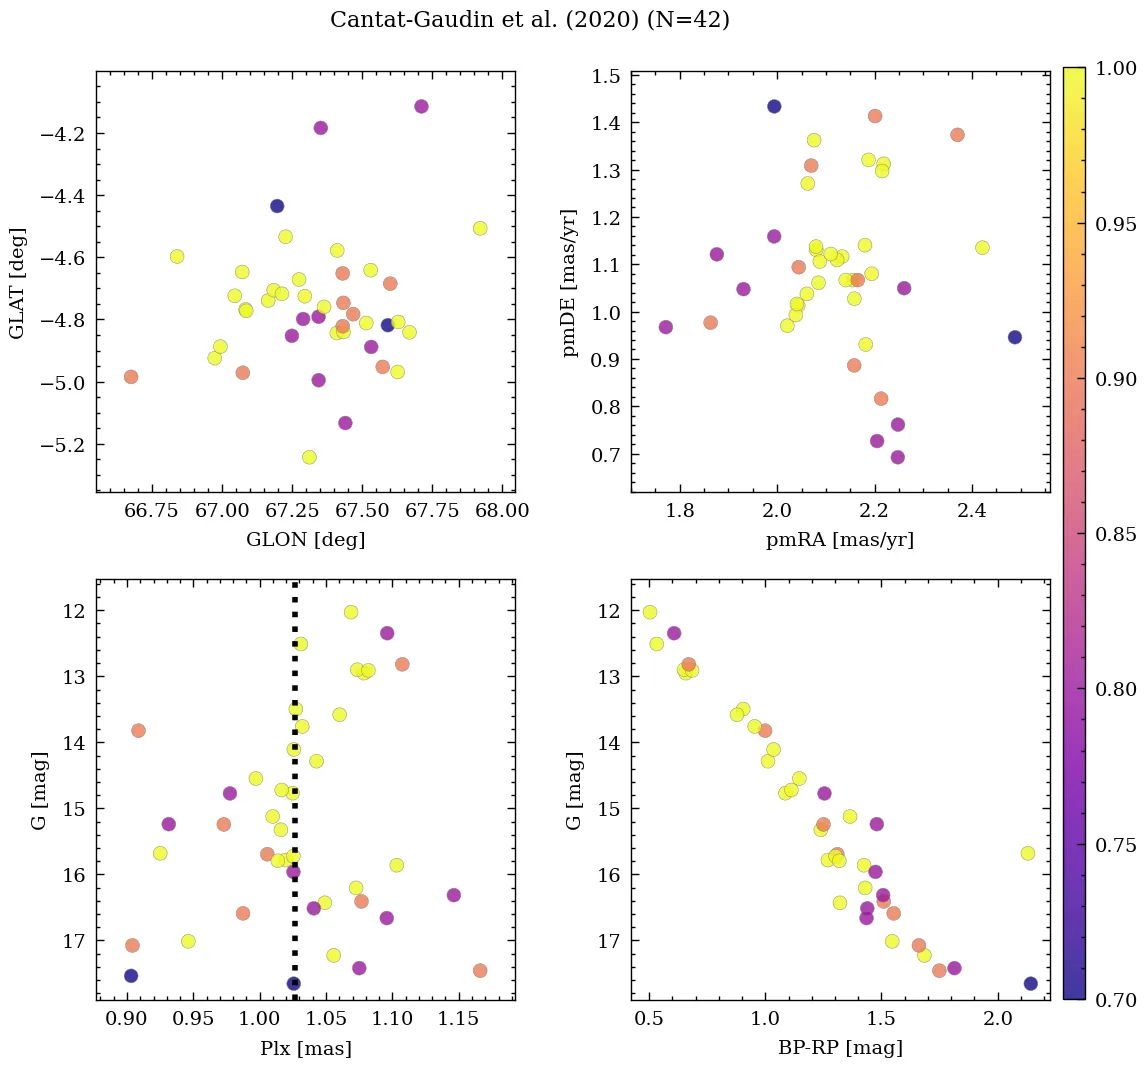 Cantat-Gaudin et al. (2020) (N=42)
GLAT [deg]
−4.2
−4.4
−4.6
−4.8
−5.0
−5.2
66.75 67.00 67.25 67.50 67.75 68.00
GLON [deg]
pmDE [mas/yr]
1.5
1.4
1.3
1.2
1.1
1.0
0.9
0.8
0.7
1.8 2.0 2.2 2.4
pmRA [mas/yr]
G [mag]
12
13
14
15
16
17
0.90 0.95 1.00 1.05 1.10 1.15
Plx [mas]
G [mag]
12
13
14
15
16
17
0.5 1.0 1.5 2.0
BP-RP [mag]
1.00
0.95
0.90
0.85
0.80
0.75
0.70